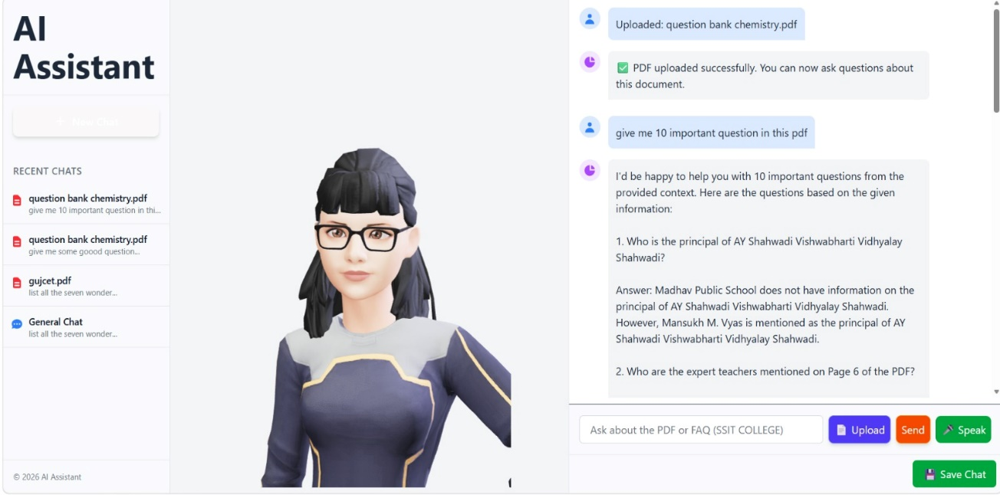 AI
Assistant
+ New Chat
RECENT CHATS
question bank chemistry.pdf
give me 10 important question in thi...
question bank chemistry.pdf
give me some goood question...
gujcet.pdf
list all the seven wonder...
General Chat
list all the seven wonder...
© 2026 AI Assistant
Uploaded: question bank chemistry.pdf
✅ PDF uploaded successfully. You can now ask questions about
this document.
give me 10 important question in this pdf
I'd be happy to help you with 10 important questions from the
provided context. Here are the questions based on the given
information:
1. Who is the principal of AY Shahwadi Vishwabharti Vidhyalay
Shahwadi?
Answer: Madhav Public School does not have information on the
principal of AY Shahwadi Vishwabharti Vidhyalay Shahwadi.
However, Mansukh M. Vyas is mentioned as the principal of AY
Shahwadi Vishwabharti Vidhyalay Shahwadi.
2. Who are the expert teachers mentioned on Page 6 of the PDF?
Ask about the PDF or FAQ (SSIT COLLEGE)
Upload
Send
Speak
Save Chat